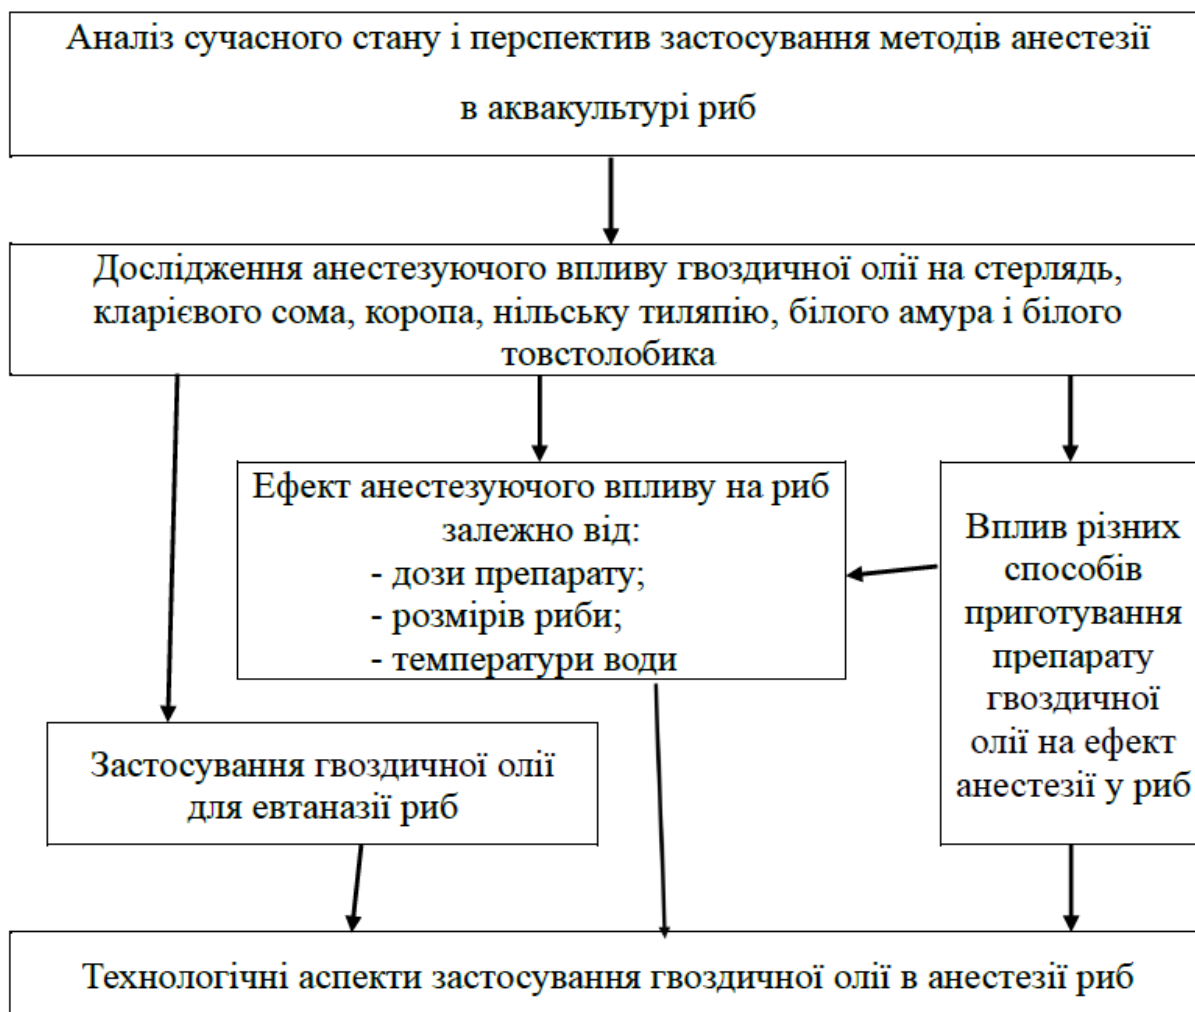 Аналіз сучасного стану і перспектив застосування методів анестезії
в аквакультурі риб
Дослідження анестезуючого впливу гвоздичної олії на стерлядь,
кларієвого сома, коропа, нільську тиляпію, білого амура і білого
товстолобика
Ефект анестезуючого впливу на риб
залежно від:
- дози препарату;
- розмірів риби;
- температури води
Вплив різних
способів
приготування
препарату
гвоздичної
олії на ефект
анестезії у риб
Застосування гвоздичної олії
для евтаназії риб
Технологічні аспекти застосування гвоздичної олії в анестезії риб